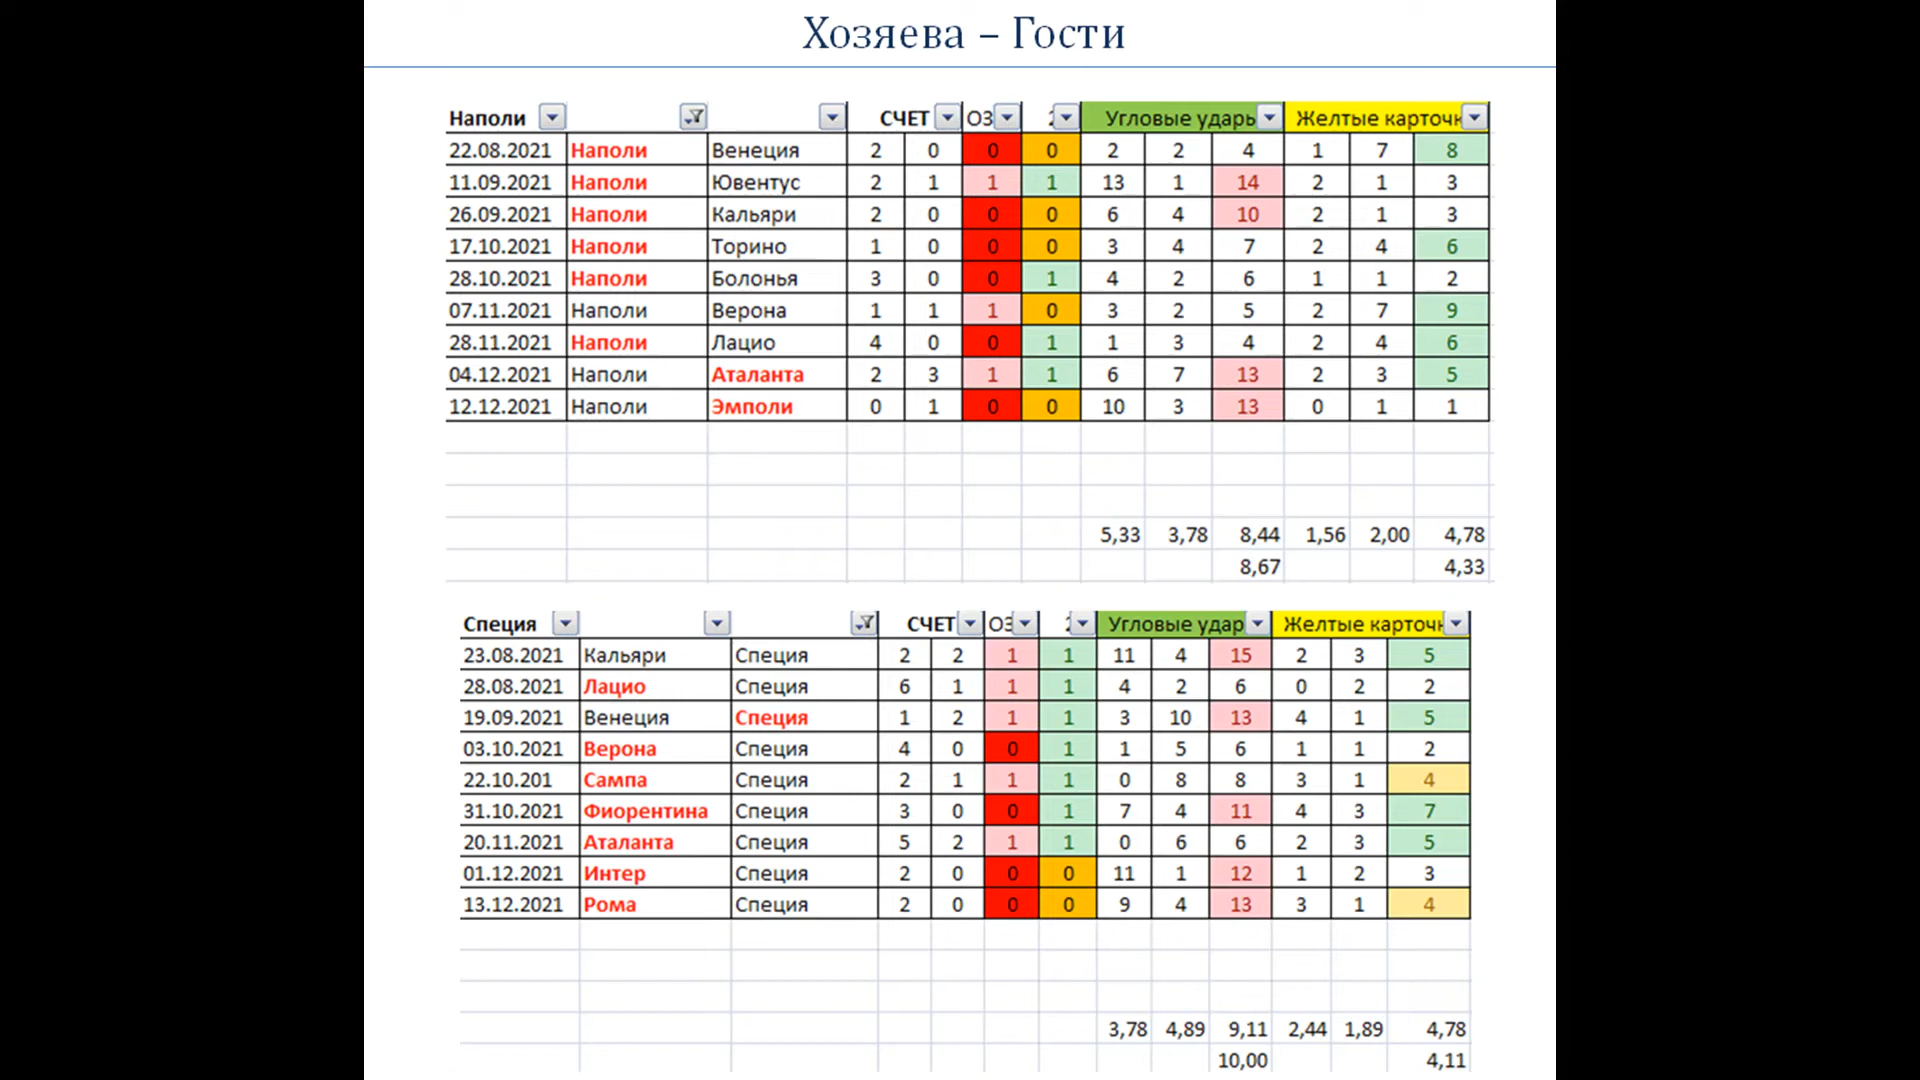 Хозяева – Гости
Наполи СЧЕТ ОЗ Угловые удары Желтые карточк
22.08.2021 Наполи Венеция 2 0 0 0 2 2 4 1 7 8
11.09.2021 Наполи Ювентус 2 1 1 1 13 1 14 2 1 3
26.09.2021 Наполи Кальяри 2 0 0 0 6 4 10 2 1 3
17.10.2021 Наполи Торино 1 0 0 0 3 4 7 2 4 6
28.10.2021 Наполи Болонья 3 0 0 1 4 2 6 1 1 2
07.11.2021 Наполи Верона 1 1 1 0 3 2 5 2 7 9
28.11.2021 Наполи Лацио 4 0 0 1 1 3 4 2 4 6
04.12.2021 Наполи Аталанта 2 3 1 1 6 7 13 2 3 5
12.12.2021 Наполи Эмполи 0 1 0 0 10 3 13 0 1 1
5,33 3,78 8,44 1,56 2,00 4,78
8,67 4,33
Специя СЧЕТ ОЗ Угловые удар Желтые карточк
23.08.2021 Кальяри Специя 2 2 1 1 11 4 15 2 3 5
28.08.2021 Лацио Специя 6 1 1 1 4 2 6 0 2 2
19.09.2021 Венеция Специя 1 2 1 1 3 10 13 4 1 5
03.10.2021 Верона Специя 4 0 0 1 1 5 6 1 1 2
22.10.201 Сампа Специя 2 1 1 1 0 8 8 3 1 4
31.10.2021 Фиорентина Специя 3 0 0 1 7 4 11 4 3 7
20.11.2021 Аталанта Специя 5 2 1 1 0 6 6 2 3 5
01.12.2021 Интер Специя 2 0 0 0 11 1 12 1 2 3
13.12.2021 Рома Специя 2 0 0 0 9 4 13 3 1 4
3,78 4,89 9,11 2,44 1,89 4,78
10,00 4,11